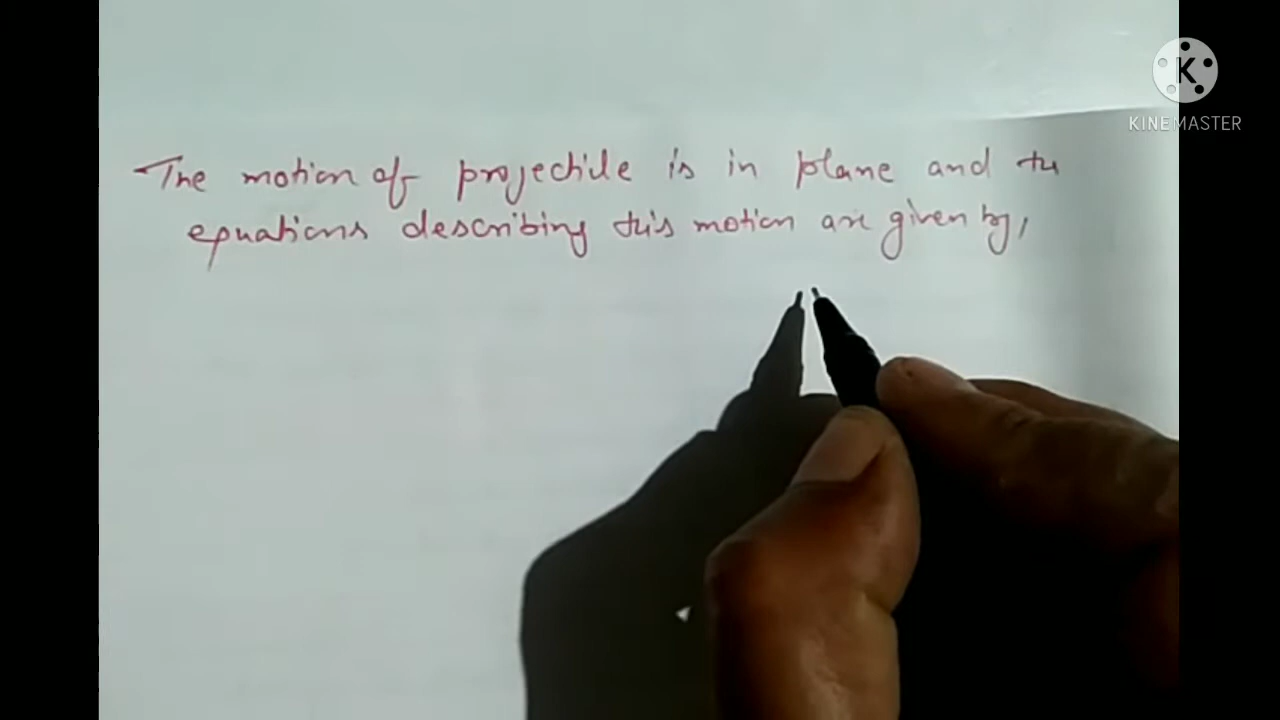 The motion of projectile is in plane and the
equations describing this motion are given by,
K
KINEMASTER